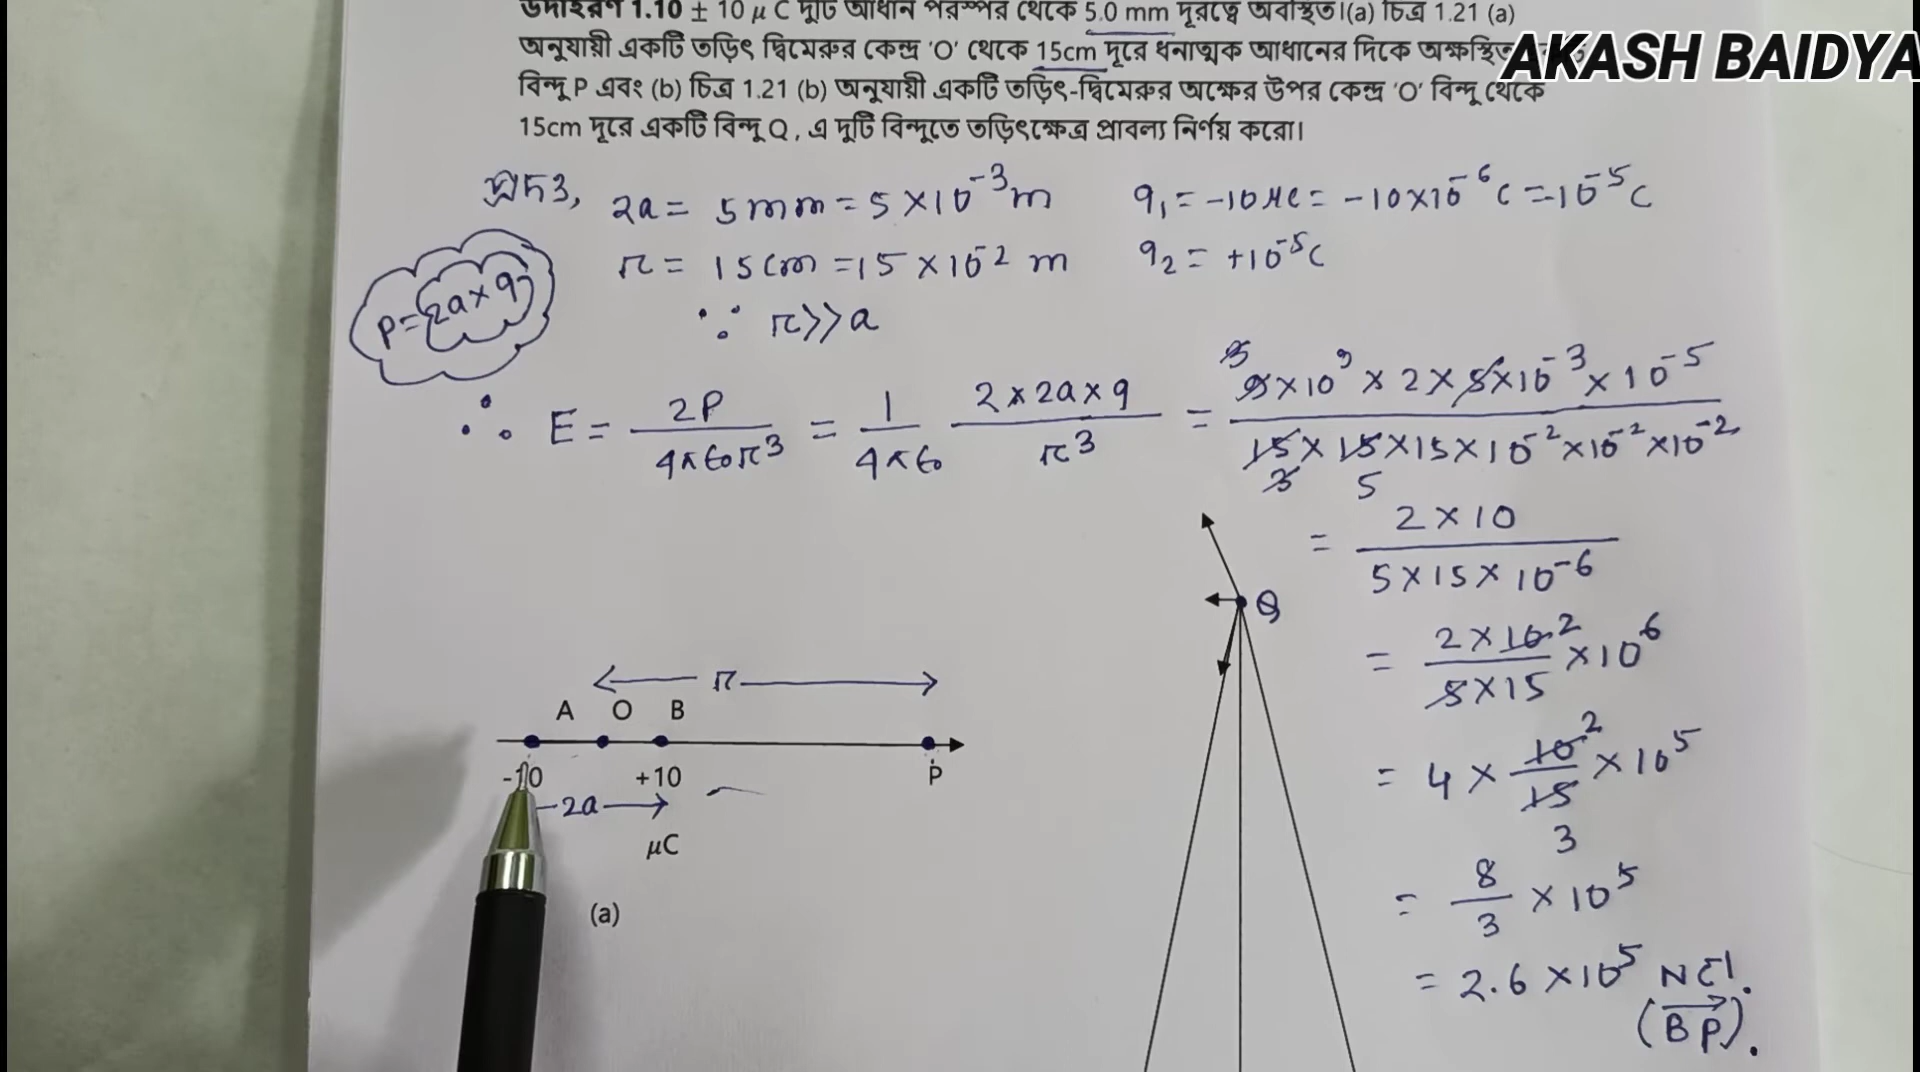 উদাহরণ 1.10 ± 10 μ C দুটি আধান পরস্পর থেকে 5.0 mm দূরত্বে অবস্থিত।(a) চিত্র 1.21 (a)
অনুযায়ী একটি তড়িৎ দ্বিমেরুর কেন্দ্র 'O' থেকে 15cm দূরে ধনাত্মক আধানের দিকে অক্ষস্থিত
AKASH BAIDYA
বিন্দু P এবং (b) চিত্র 1.21 (b) অনুযায়ী একটি তড়িৎ-দ্বিমেরুর অক্ষের উপর কেন্দ্র 'O' বিন্দু থেকে
15cm দূরে একটি বিন্দু Q, এ দুটি বিন্দুতে তড়িৎক্ষেত্র প্রাবল্য নির্ণয় করো।
প্রদত্ত, 2a = 5mm = 5×10⁻³m q₁ = -10μC = -10×10⁻⁶C = -10⁻⁵C
r = 15cm = 15×10⁻² m q₂ = +10⁻⁵C
P=2a×q
∵ r>>a
∴ E = 2P/4πε₀r³ = 1/4πε₀ 2×2a×q/r³ = 9×10⁹×2×5×10⁻³×10⁻⁵/15×15×15×10⁻²×10⁻²×10⁻²
3
3 5
= 2×10/5×15×10⁻⁶
Q
= 2×10²/5×15 ×10⁶
r
A O B
= 4 × 10²/15 ×10⁵
3
-10 +10 P
2a
μC
= 8/3 × 10⁵
(a)
= 2.6 ×10⁵ NC⁻¹.
(BP).